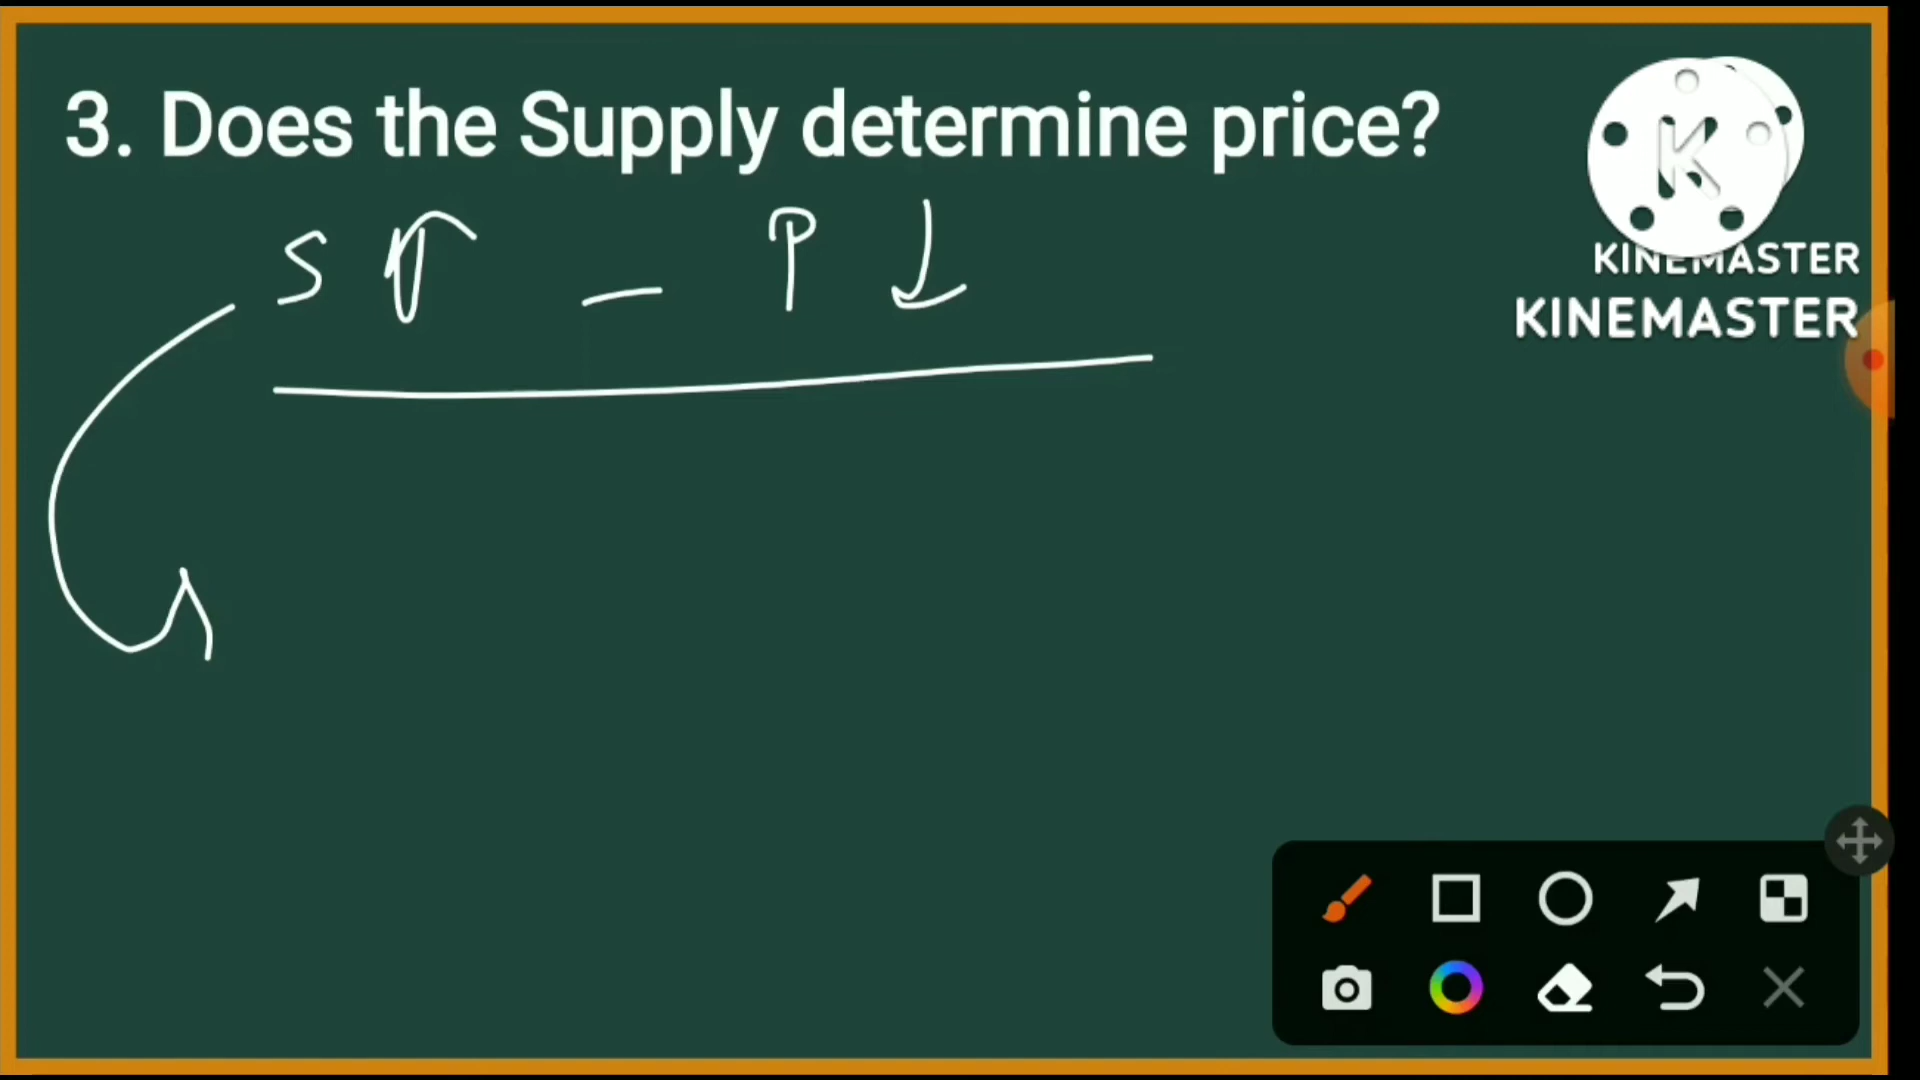 3. Does the Supply determine price?
S ↑ – P ↓
KINEMASTER
KINEMASTER